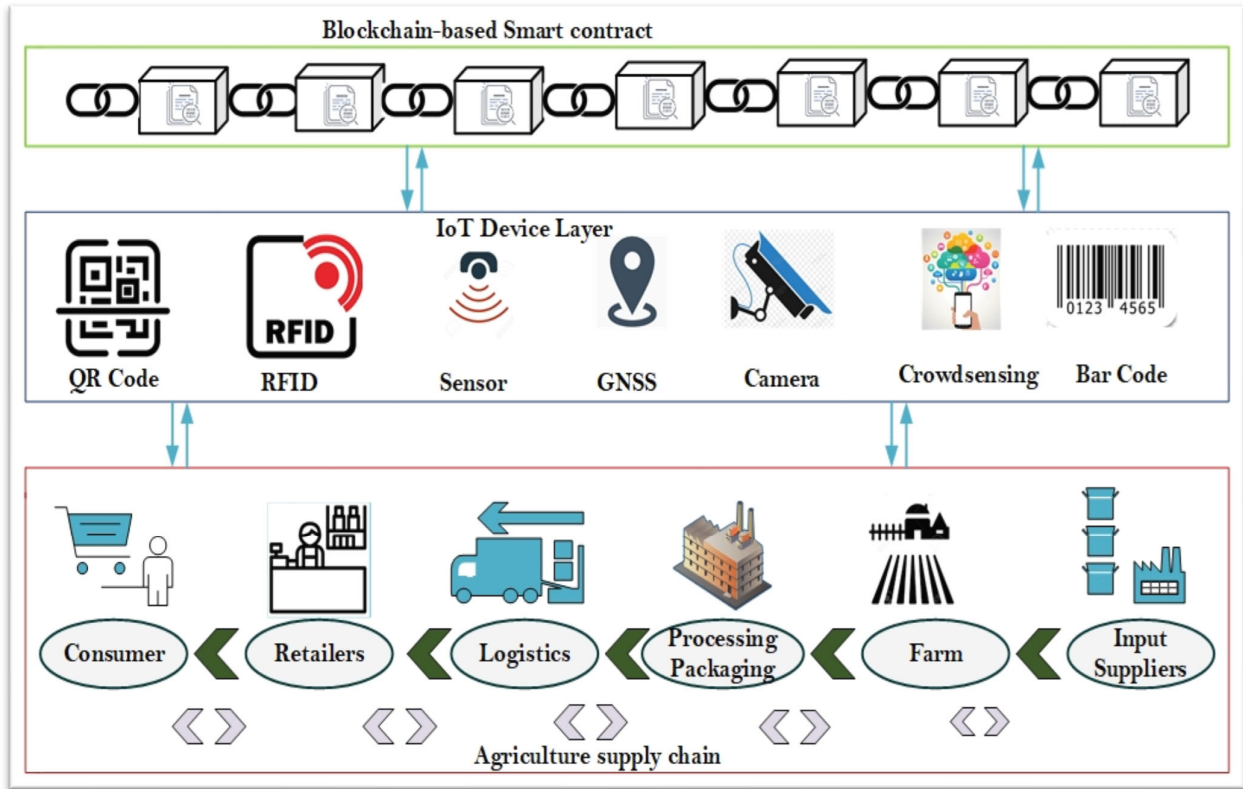 Blockchain-based Smart contract
IoT Device Layer
RFID
0123 4565
QR Code
RFID
Sensor
GNSS
Camera
Crowdsensing
Bar Code
Consumer
Retailers
Logistics
Processing
Packaging
Farm
Input
Suppliers
Agriculture supply chain